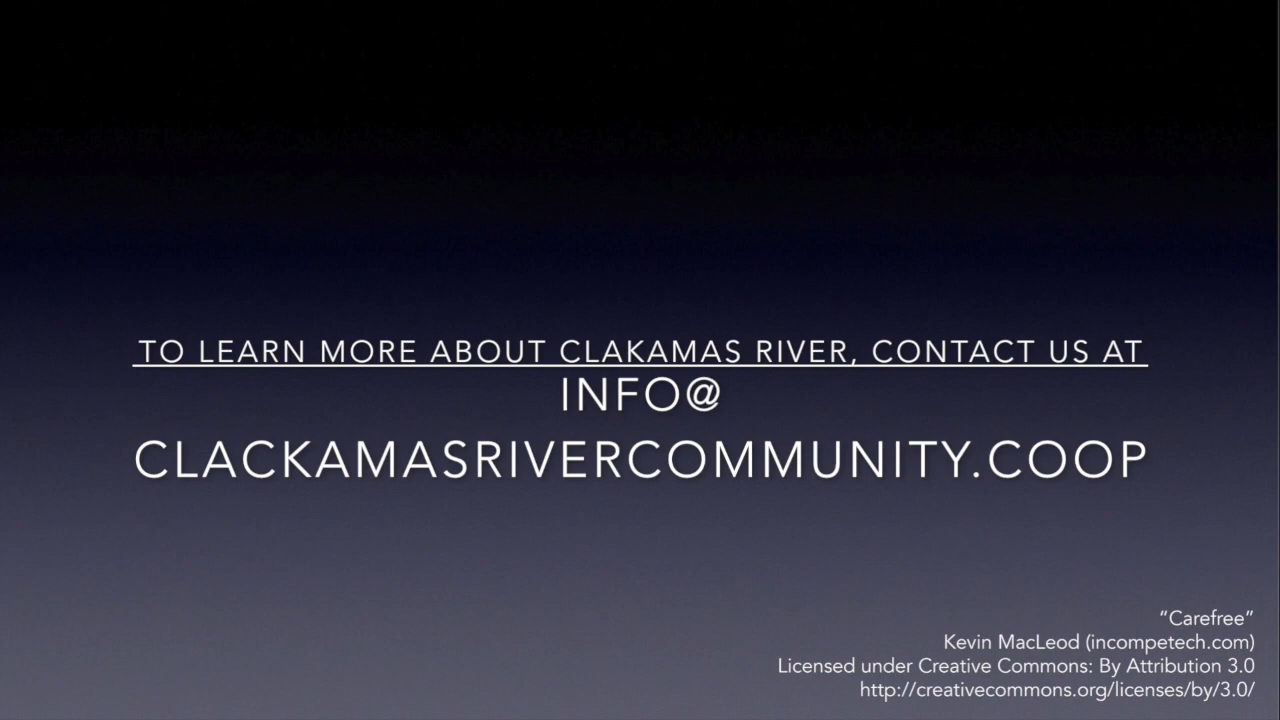 TO LEARN MORE ABOUT CLAKAMAS RIVER, CONTACT US AT
INFO@
CLACKAMASRIVERCOMMUNITY.COOP
“Carefree”
Kevin MacLeod (incompetech.com)
Licensed under Creative Commons: By Attribution 3.0
http://creativecommons.org/licenses/by/3.0/